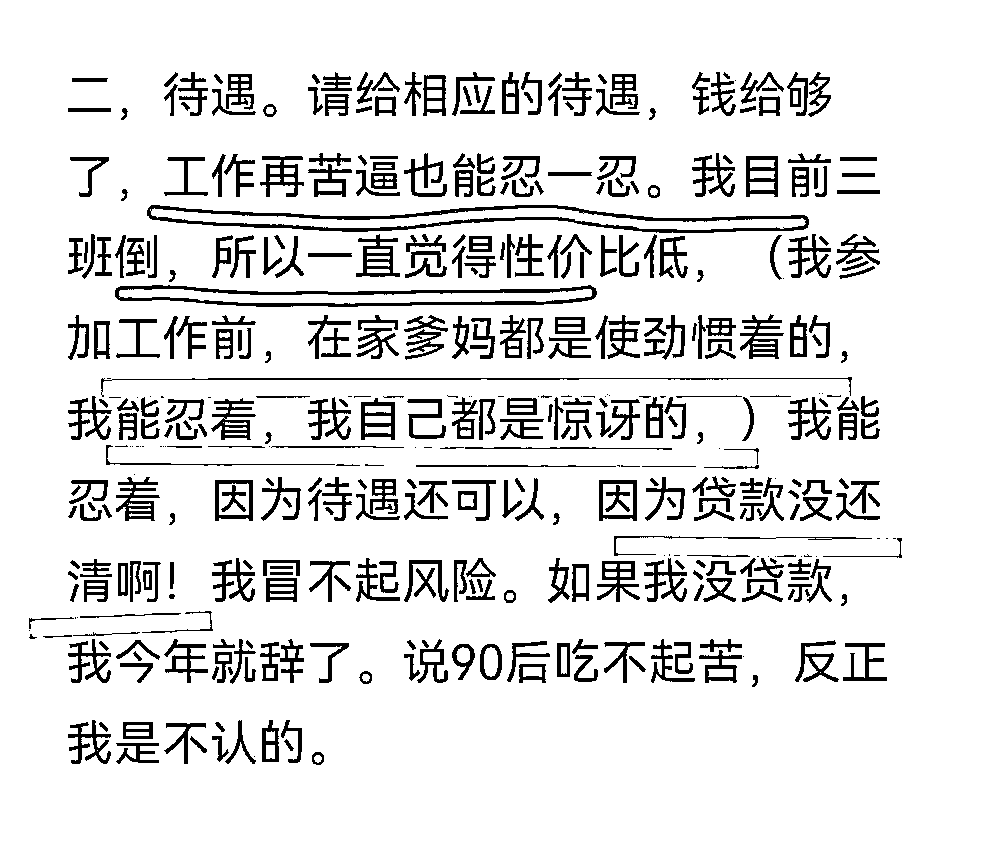 二，待遇。请给相应的待遇，钱给够
了，工作再苦逼也能忍一忍。我目前三
班倒，所以一直觉得性价比低，（我参
加工作前，在家爹妈都是使劲惯着的，
我能忍着，我自己都是惊讶的，）我能
忍着，因为待遇还可以，因为贷款没还
清啊！我冒不起风险。如果我没贷款，
我今年就辞了。说90后吃不起苦，反正
我是不认的。